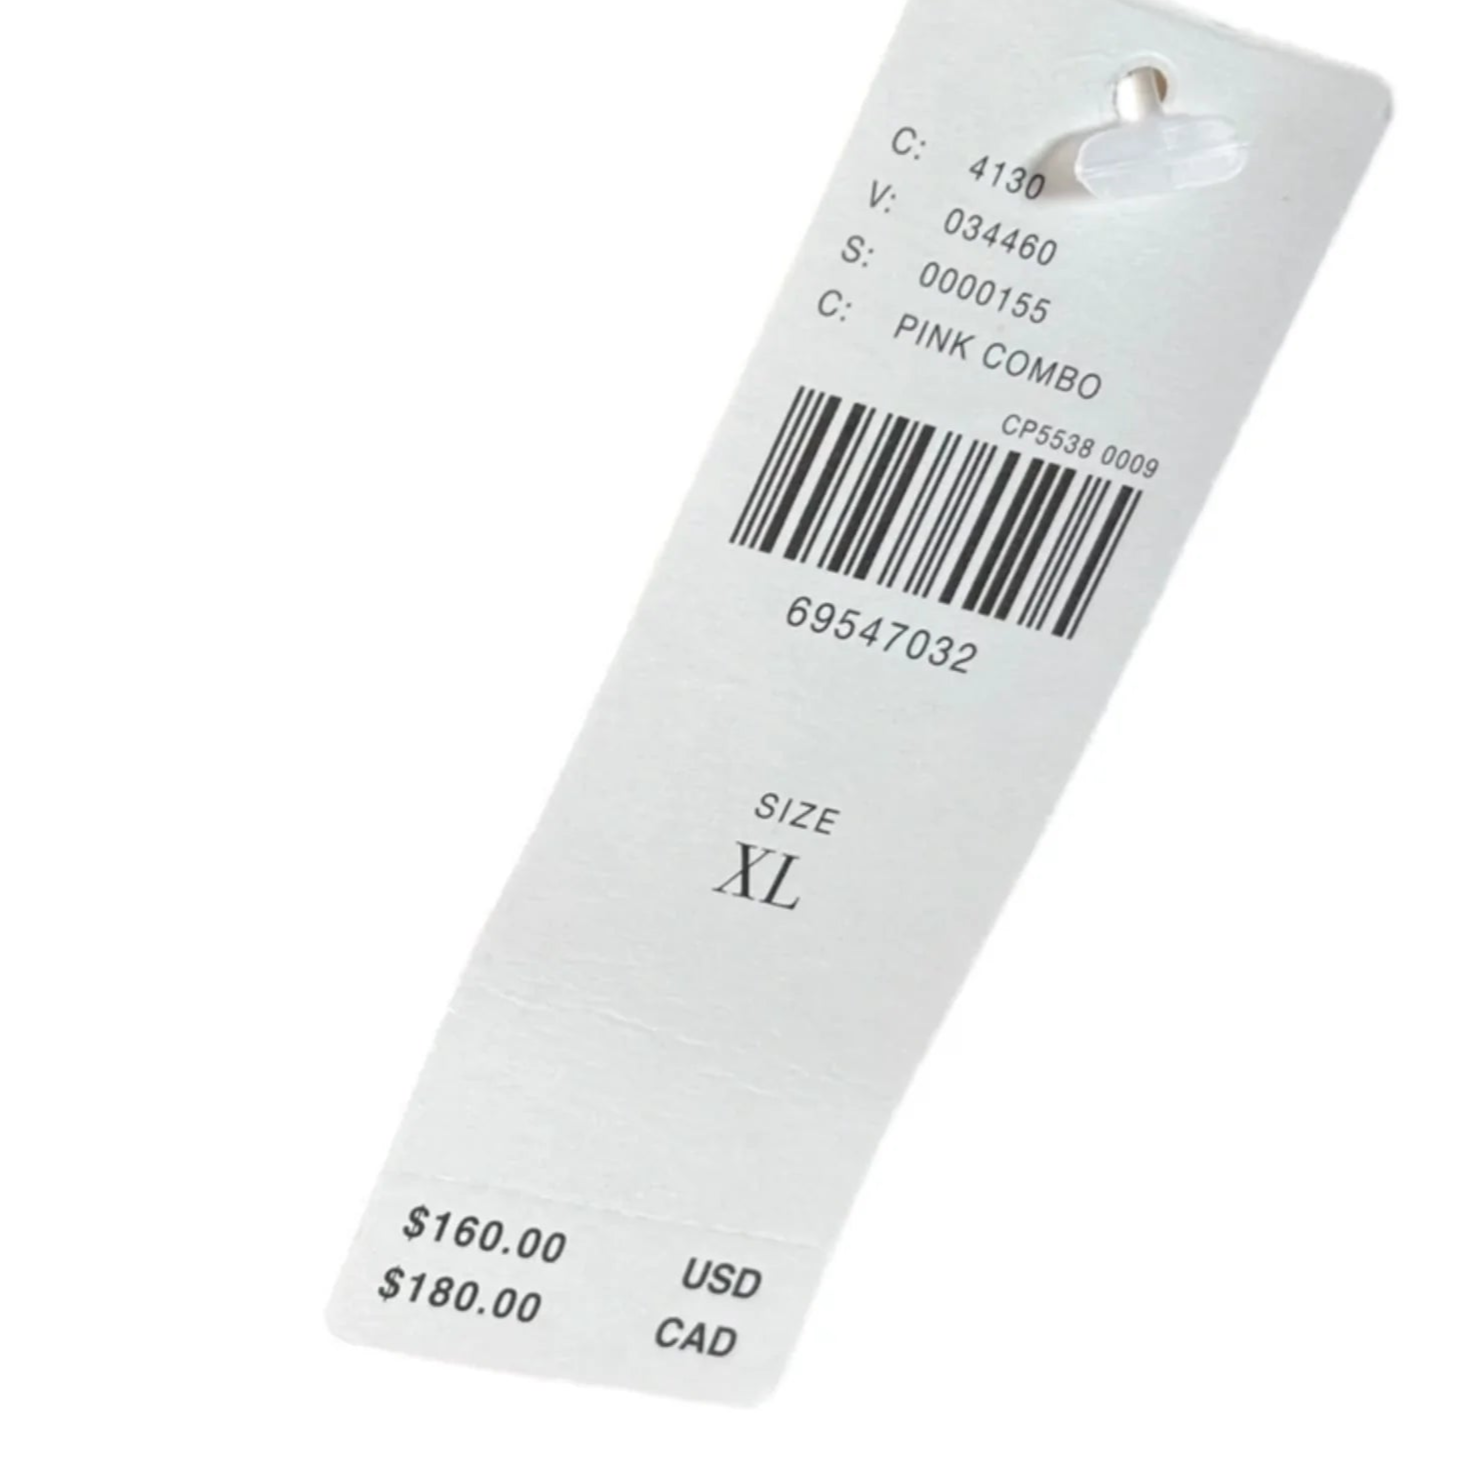 C: 4130
V: 034460
S: 0000155
C: PINK COMBO
CP5538 0009
69547032
SIZE
XL
$160.00 USD
$180.00 CAD